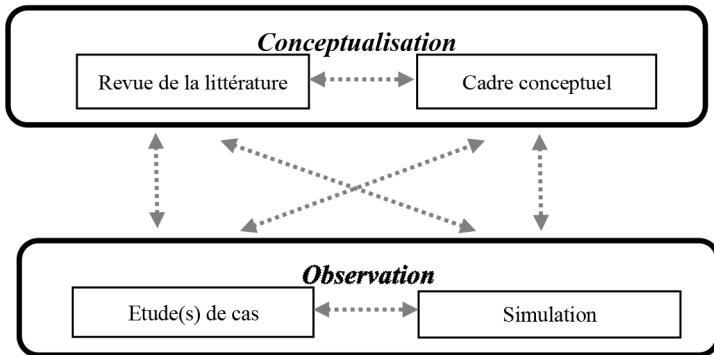 Conceptualisation
Revue de la littérature
Cadre conceptuel
Observation
Etude(s) de cas
Simulation